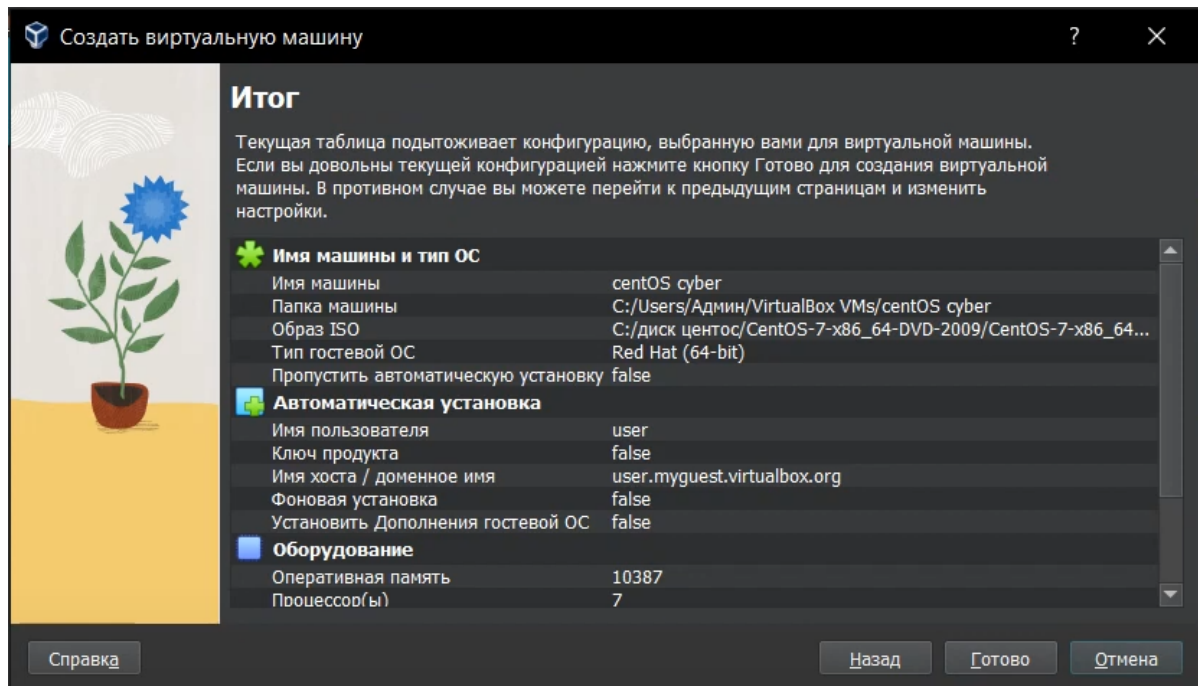 Создать виртуальную машину
?
Итог
Текущая таблица подытоживает конфигурацию, выбранную вами для виртуальной машины.
Если вы довольны текущей конфигурацией нажмите кнопку Готово для создания виртуальной
машины. В противном случае вы можете перейти к предыдущим страницам и изменить
настройки.
Имя машины и тип ОС
Имя машины centOS cyber
Папка машины C:/Users/Админ/VirtualBox VMs/centOS cyber
Образ ISO C:/диск центос/CentOS-7-x86_64-DVD-2009/CentOS-7-x86_64...
Тип гостевой ОС Red Hat (64-bit)
Пропустить автоматическую установку false
Автоматическая установка
Имя пользователя user
Ключ продукта false
Имя хоста / доменное имя user.myguest.virtualbox.org
Фоновая установка false
Установить Дополнения гостевой ОС false
Оборудование
Оперативная память 10387
Процессор(ы) 7
Справка Назад Готово Отмена